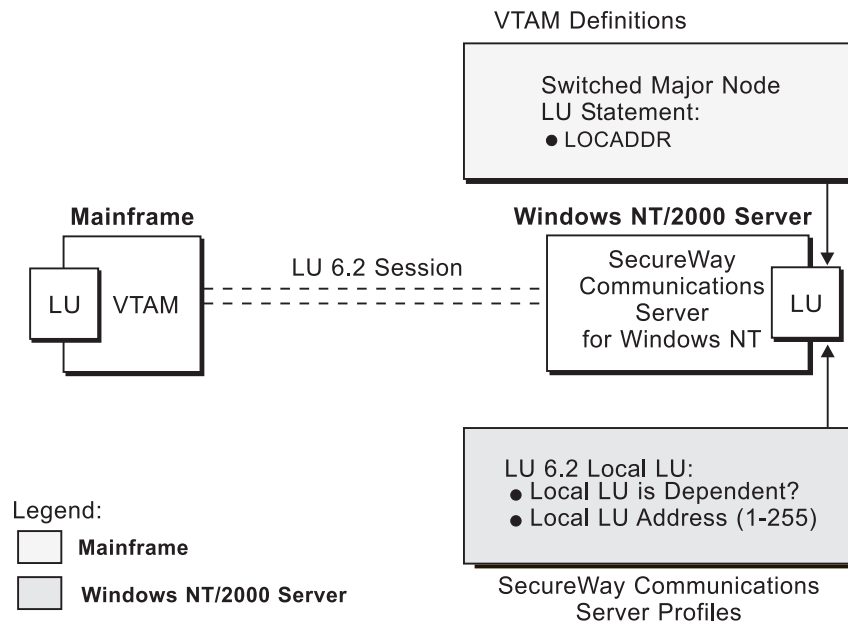 VTAM Definitions
Switched Major Node
LU Statement:
● LOCADDR
Mainframe
Windows NT/2000 Server
LU 6.2 Session
LU
VTAM
SecureWay
Communications
Server
for Windows NT
LU
LU 6.2 Local LU:
● Local LU is Dependent?
● Local LU Address (1-255)
Legend:
Mainframe
Windows NT/2000 Server
SecureWay Communications
Server Profiles